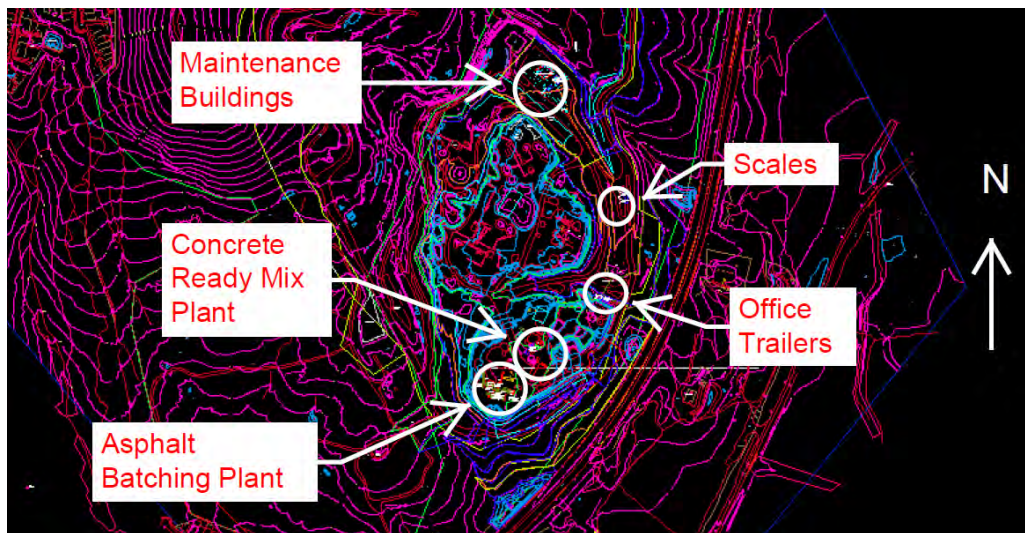 Maintenance
Buildings
Scales
N
Concrete
Ready Mix
Plant
Office
Trailers
Asphalt
Batching Plant